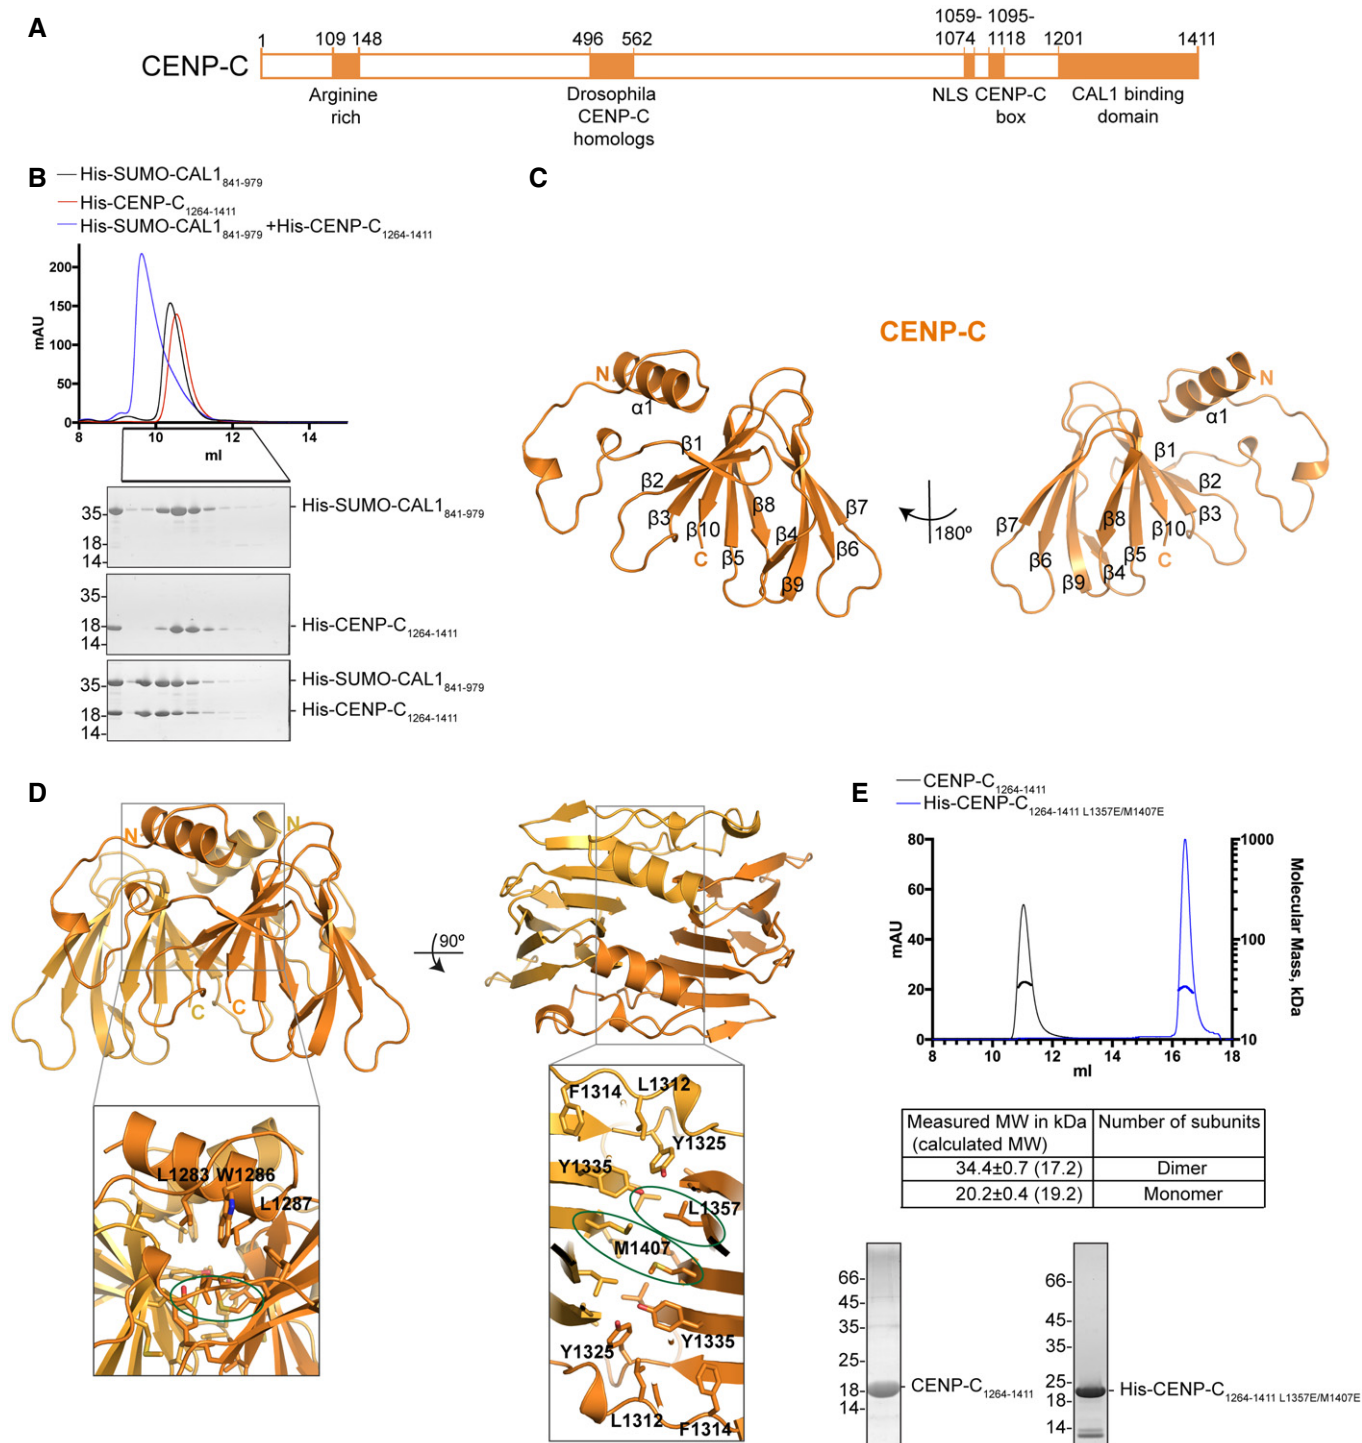 A
1 109 148 496 562 1059- 1074 1095- 1118 1201 1411
CENP-C
Arginine rich
Drosophila CENP-C homologs
NLS
CENP-C box
CAL1 binding domain
B
His-SUMO-CAL1841-979
His-CENP-C1264-1411
His-SUMO-CAL1841-979 +His-CENP-C1264-1411
mAU
200
150
100
50
0
8 10 12 14
ml
35-
18-
14-
His-SUMO-CAL1841-979
35-
18-
14-
His-CENP-C1264-1411
35-
18-
14-
His-SUMO-CAL1841-979
His-CENP-C1264-1411
C
CENP-C
N
α1
β1
β2
β3
β10
C
β5
β8
β4
β9
β7
β6
180º
N
α1
β1
β2
β3
β10
C
β5
β8
β4
β9
β7
β6
D
N
N
C
C
90º
L1283 W1286
L1287
F1314
L1312
Y1325
Y1335
L1357
M1407
Y1335
Y1325
L1312
F1314
E
CENP-C1264-1411
His-CENP-C1264-1411 L1357E/M1407E
mAU
80
60
40
20
0
8 10 12 14 16 18
ml
1000
100
10
Molecular Mass, kDa
Measured MW in kDa (calculated MW)
Number of subunits
34.4±0.7 (17.2)
Dimer
20.2±0.4 (19.2)
Monomer
66-
45-
35-
25-
18-
14-
CENP-C1264-1411
66-
45-
35-
25-
18-
14-
His-CENP-C1264-1411 L1357E/M1407E